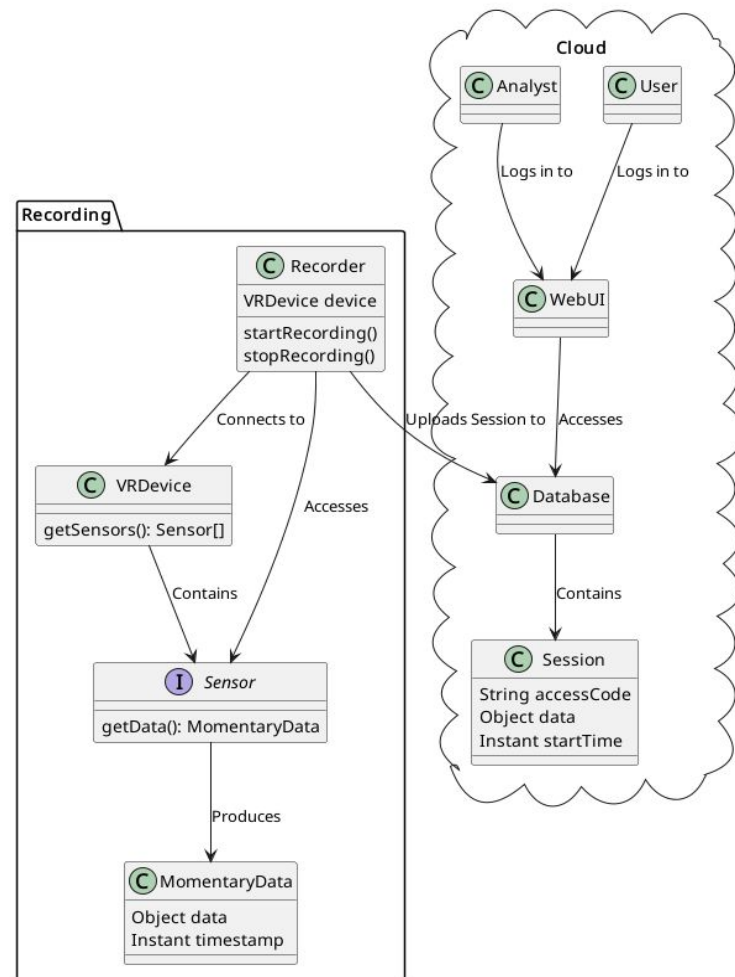 Cloud
C Analyst
C User
Logs in to
Logs in to
Recording
C Recorder
VRDevice device
startRecording()
stopRecording()
C WebUI
Connects to
Uploads Session to
Accesses
C VRDevice
getSensors(): Sensor[]
Accesses
C Database
Contains
Contains
I Sensor
getData(): MomentaryData
C Session
String accessCode
Object data
Instant startTime
Produces
C MomentaryData
Object data
Instant timestamp